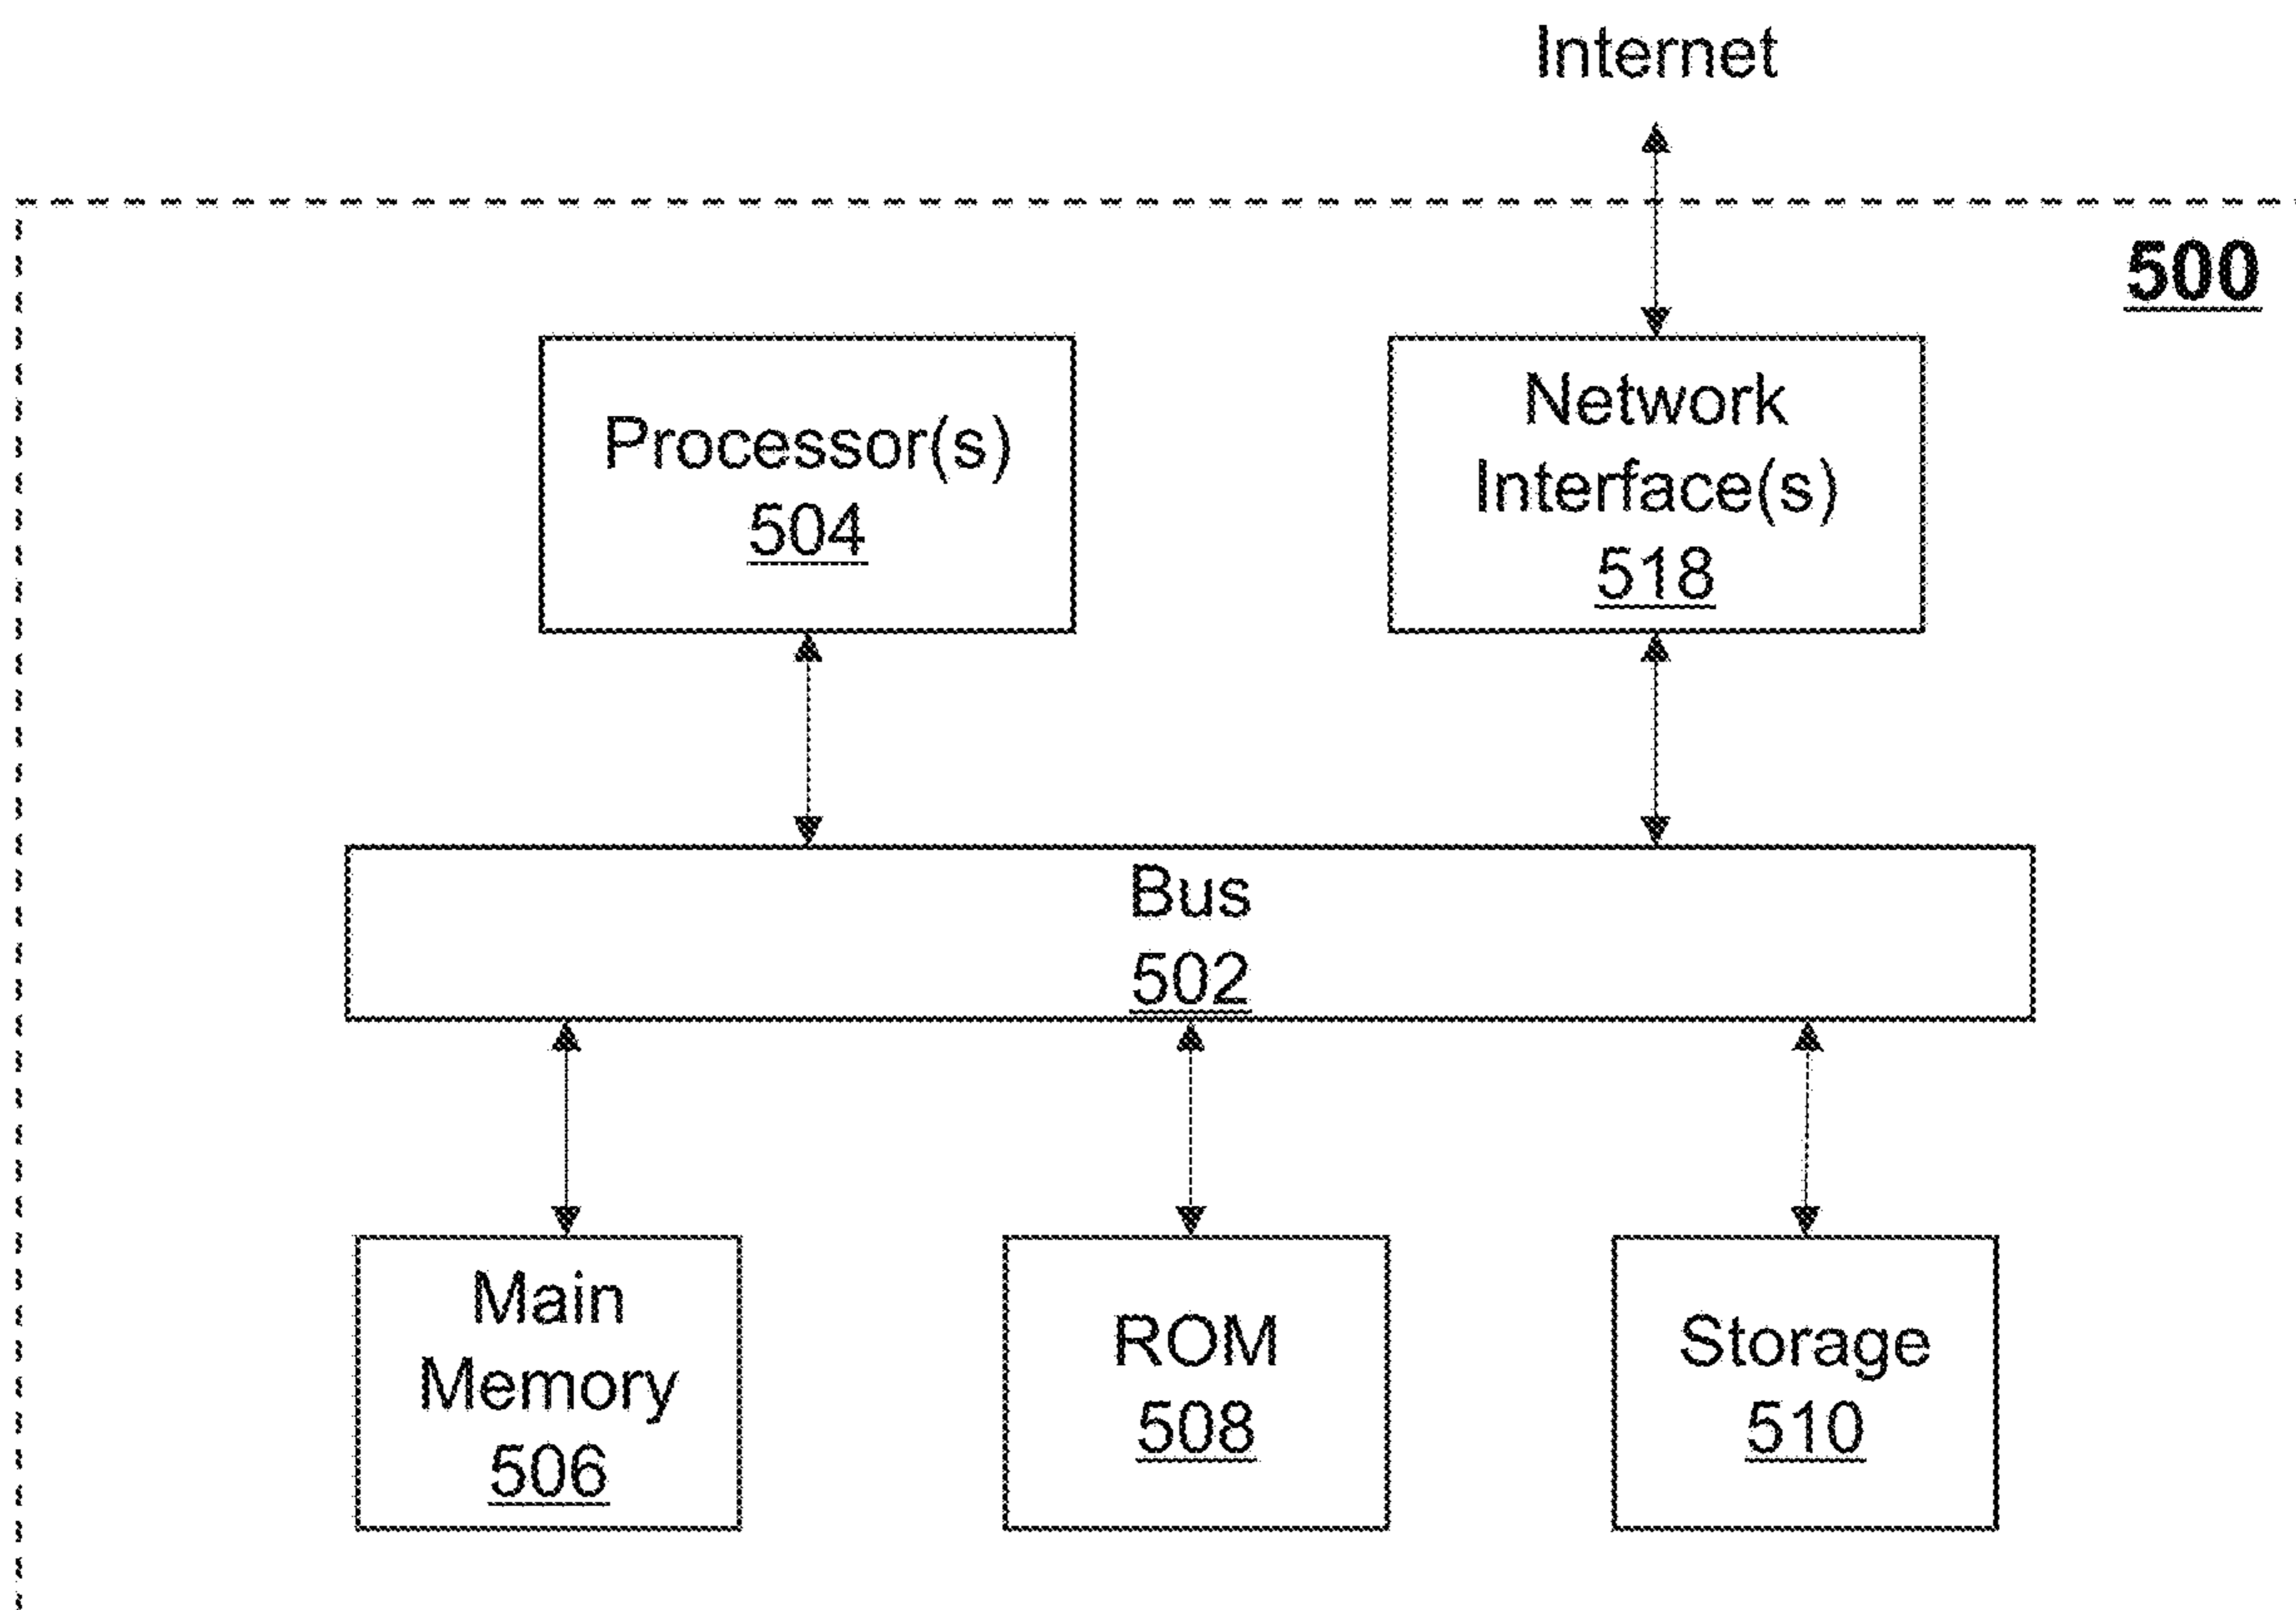 Internet
500
Processor(s)
504
Network
Interface(s)
518
Bus
502
Main
Memory
506
ROM
508
Storage
510